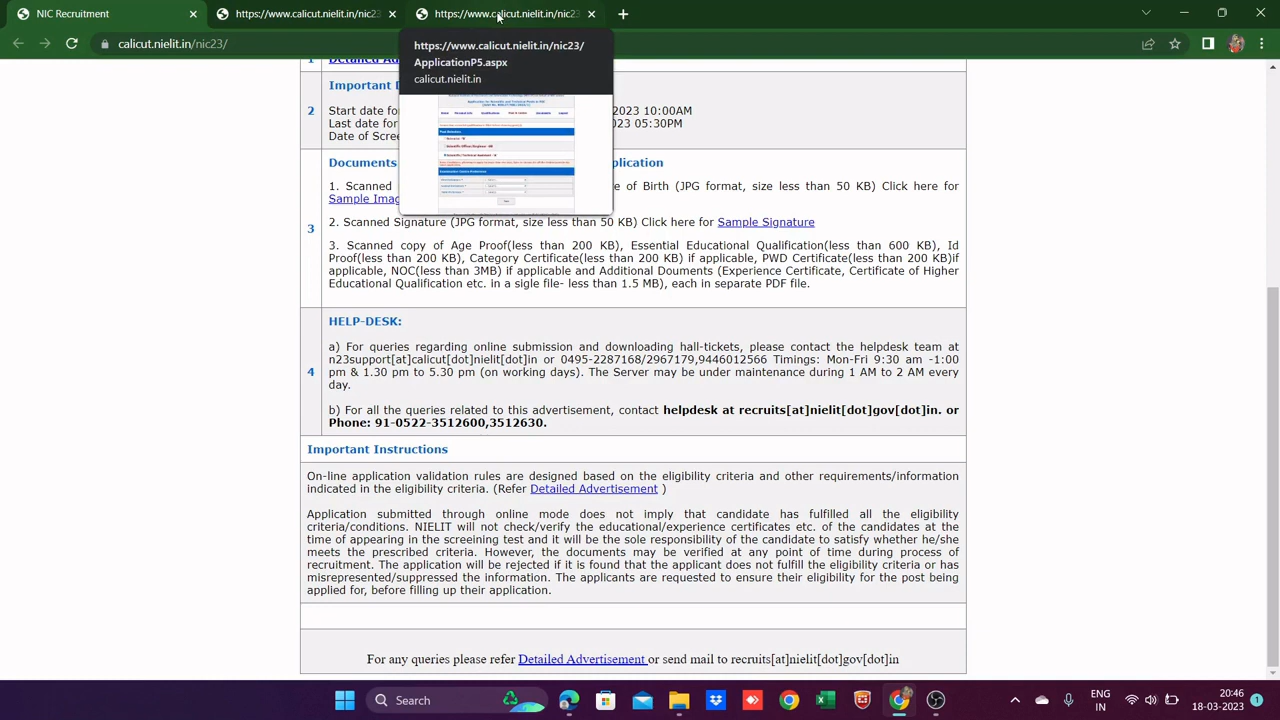 NIC Recruitment
https://www.calicut.nielit.in/nic23
https://www.calicut.nielit.in/nic23
calicut.nielit.in/nic23/
https://www.calicut.nielit.in/nic23/
ApplicationP5.aspx
calicut.nielit.in
1
Important
2
Start date for
2023 18:00HRM
Last date for
2023 05:30PM
Date of Scre
Documents
plication
1. Scanned
of Birth) (JPG format, size less than 50 KB)Click here for
Sample Imag
2. Scanned Signature (JPG format, size less than 50 KB) Click here for Sample Signature
3
3. Scanned copy of Age Proof(less than 200 KB), Essential Educational Qualification(less than 600 KB), Id
Proof(less than 200 KB), Category Certificate(less than 200 KB) if applicable, PWD Certificate(less than 200 KB)if
applicable, NOC(less than 3MB) if applicable and Additional Douments (Experience Certificate, Certificate of Higher
Educational Qualification etc. in a sigle file- less than 1.5 MB), each in separate PDF file.
HELP-DESK:
a) For queries regarding online submission and downloading hall-tickets, please contact the helpdesk team at
n23support[at]calicut[dot]nielit[dot]in or 0495-2287168/2967179,9446012566 Timings: Mon-Fri 9:30 am -1:00
4
pm & 1.30 pm to 5.30 pm (on working days). The Server may be under maintenance during 1 AM to 2 AM every
day.
b) For all the queries related to this advertisement, contact helpdesk at recruits[at]nielit[dot]gov[dot]in. or
Phone: 91-0522-3512600,3512630.
Important Instructions
On-line application validation rules are designed based on the eligibility criteria and other requirements/information
indicated in the eligibility criteria. (Refer Detailed Advertisement )
Application submitted through online mode does not imply that candidate has fulfilled all the eligibility
criteria/conditions. NIELIT will not check/verify the educational/experience certificates etc. of the candidates at the
time of appearing in the screeining test and it will be the sole responsibility of the candidate to satisfy whether he/she
meets the prescribed criteria. However, the documents may be verified at any point of time during process of
recruitment. The application will be rejected if it is found that the applicant does not fulfill the eligibility criteria or has
misrepresented/suppressed the information. The applicants are requested to ensure their eligibility for the post being
applied for, before filling up their application.
For any queries please refer Detailed Advertisement or send mail to recruits[at]nielit[dot]gov[dot]in
Search
ENG
IN
20:46
18-03-2023
1